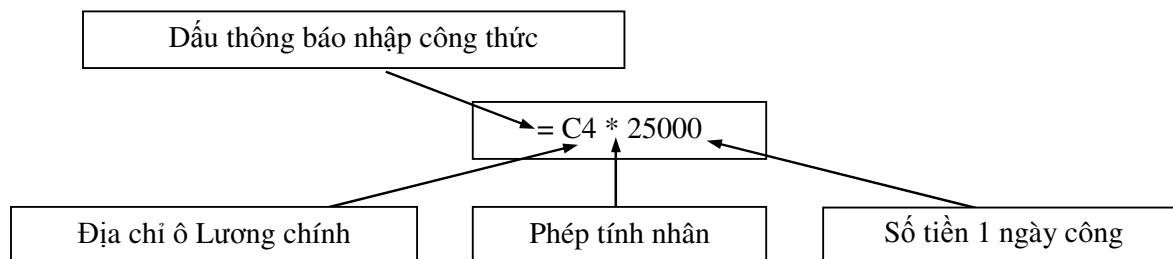 Dấu thông báo nhập công thức
= C4 * 25000
Địa chỉ ô Lương chính
Phép tính nhân
Số tiền 1 ngày công